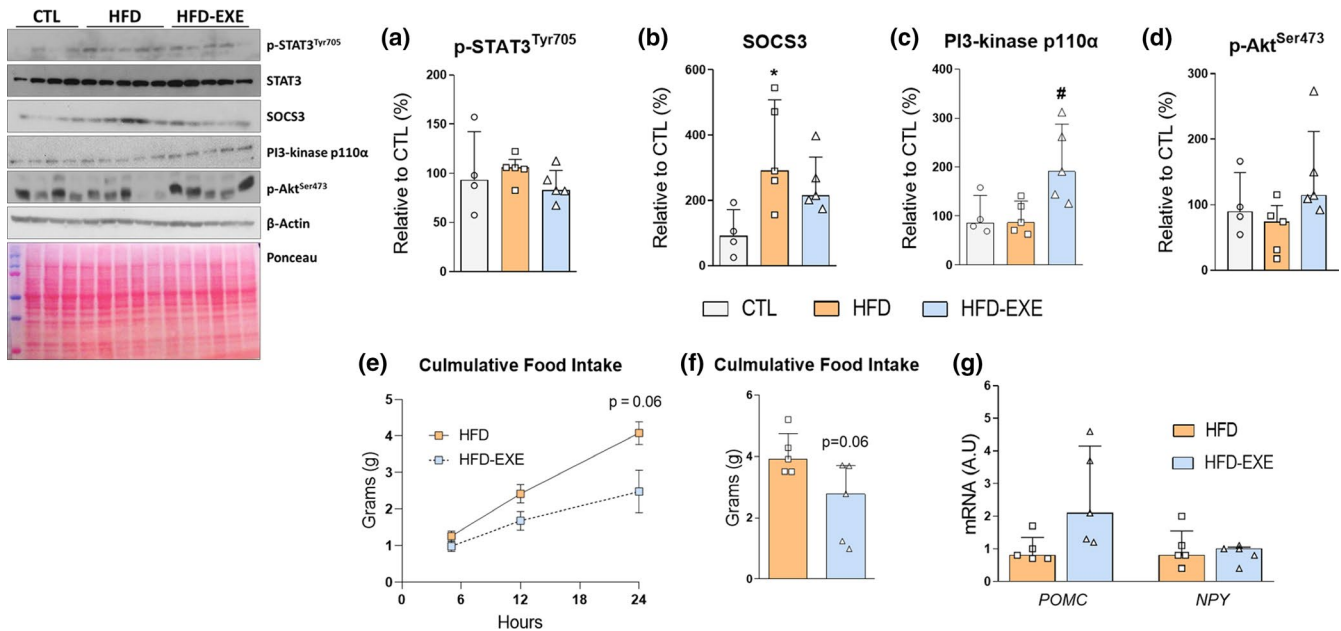 CTL HFD HFD-EXE
p-STAT3Tyr705
STAT3
SOCS3
PI3-kinase p110α
p-AktSer473
β-Actin
Ponceau
(a)
p-STAT3Tyr705
Relative to CTL (%)
200
150
100
50
0
(b)
SOCS3
Relative to CTL (%)
600
400
200
0
*
(c)
PI3-kinase p110α
Relative to CTL (%)
400
300
200
100
0
#
(d)
p-AktSer473
Relative to CTL (%)
300
200
100
0
CTL HFD HFD-EXE
(e)
Culmulative Food Intake
Grams (g)
5
4
3
2
1
0
p = 0.06
HFD
HFD-EXE
0 6 12 18 24
Hours
(f)
Culmulative Food Intake
Grams (g)
6
4
2
0
p=0.06
(g)
mRNA (A.U)
6
5
4
3
2
1
0
HFD
HFD-EXE
POMC NPY